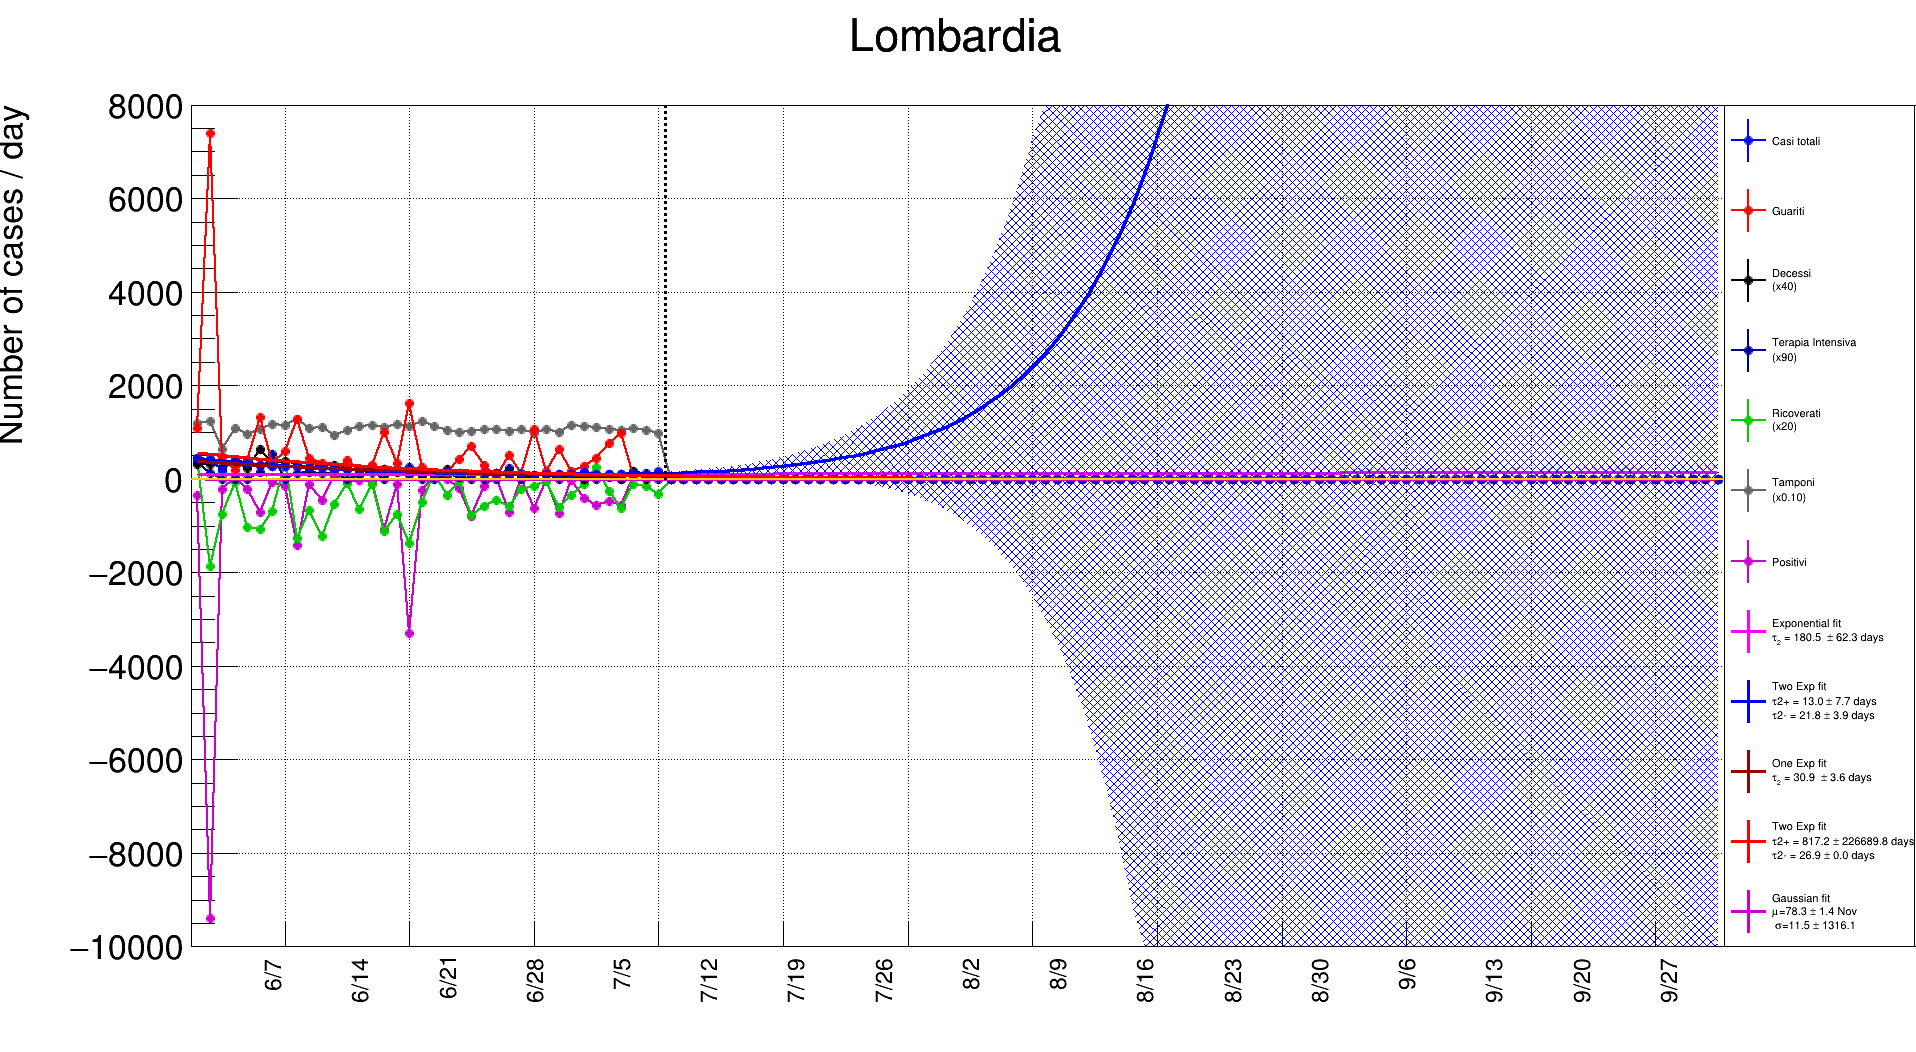 Lombardia
Number of cases / day
8000
6000
4000
2000
0
−2000
−4000
−6000
−8000
−10000
6/7
6/14
6/21
6/28
7/5
7/12
7/19
7/26
8/2
8/9
8/16
8/23
8/30
9/6
9/13
9/20
9/27
Casi totali
Guariti
Decessi
(x40)
Terapia Intensiva
(x90)
Ricoverati
(x20)
Tamponi
(x0.10)
Positivi
Exponential fit
τ2 = 180.5 ± 62.3 days
Two Exp fit
τ2+ = 13.0 ± 7.7 days
τ2- = 21.8 ± 3.9 days
One Exp fit
τ2 = 30.9 ± 3.6 days
Two Exp fit
τ2+ = 817.2 ± 226689.8 days
τ2- = 26.9 ± 0.0 days
Gaussian fit
μ=78.3 ± 1.4 Nov
σ=11.5 ± 1316.1